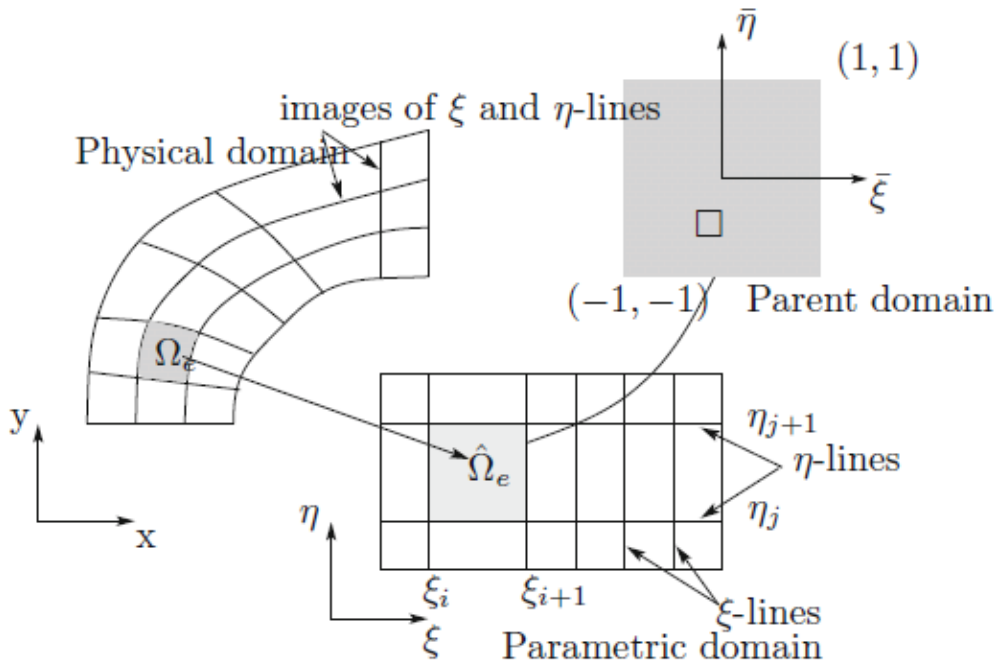 η̄
(1, 1)
images of ξ and η-lines
Physical domain
ξ̄
(−1, −1)
Parent domain
Ωe
y
x
η_{j+1}
η-lines
Ω̂_e
η
η_j
ξ_i
ξ_{i+1}
ξ-lines
ξ
Parametric domain